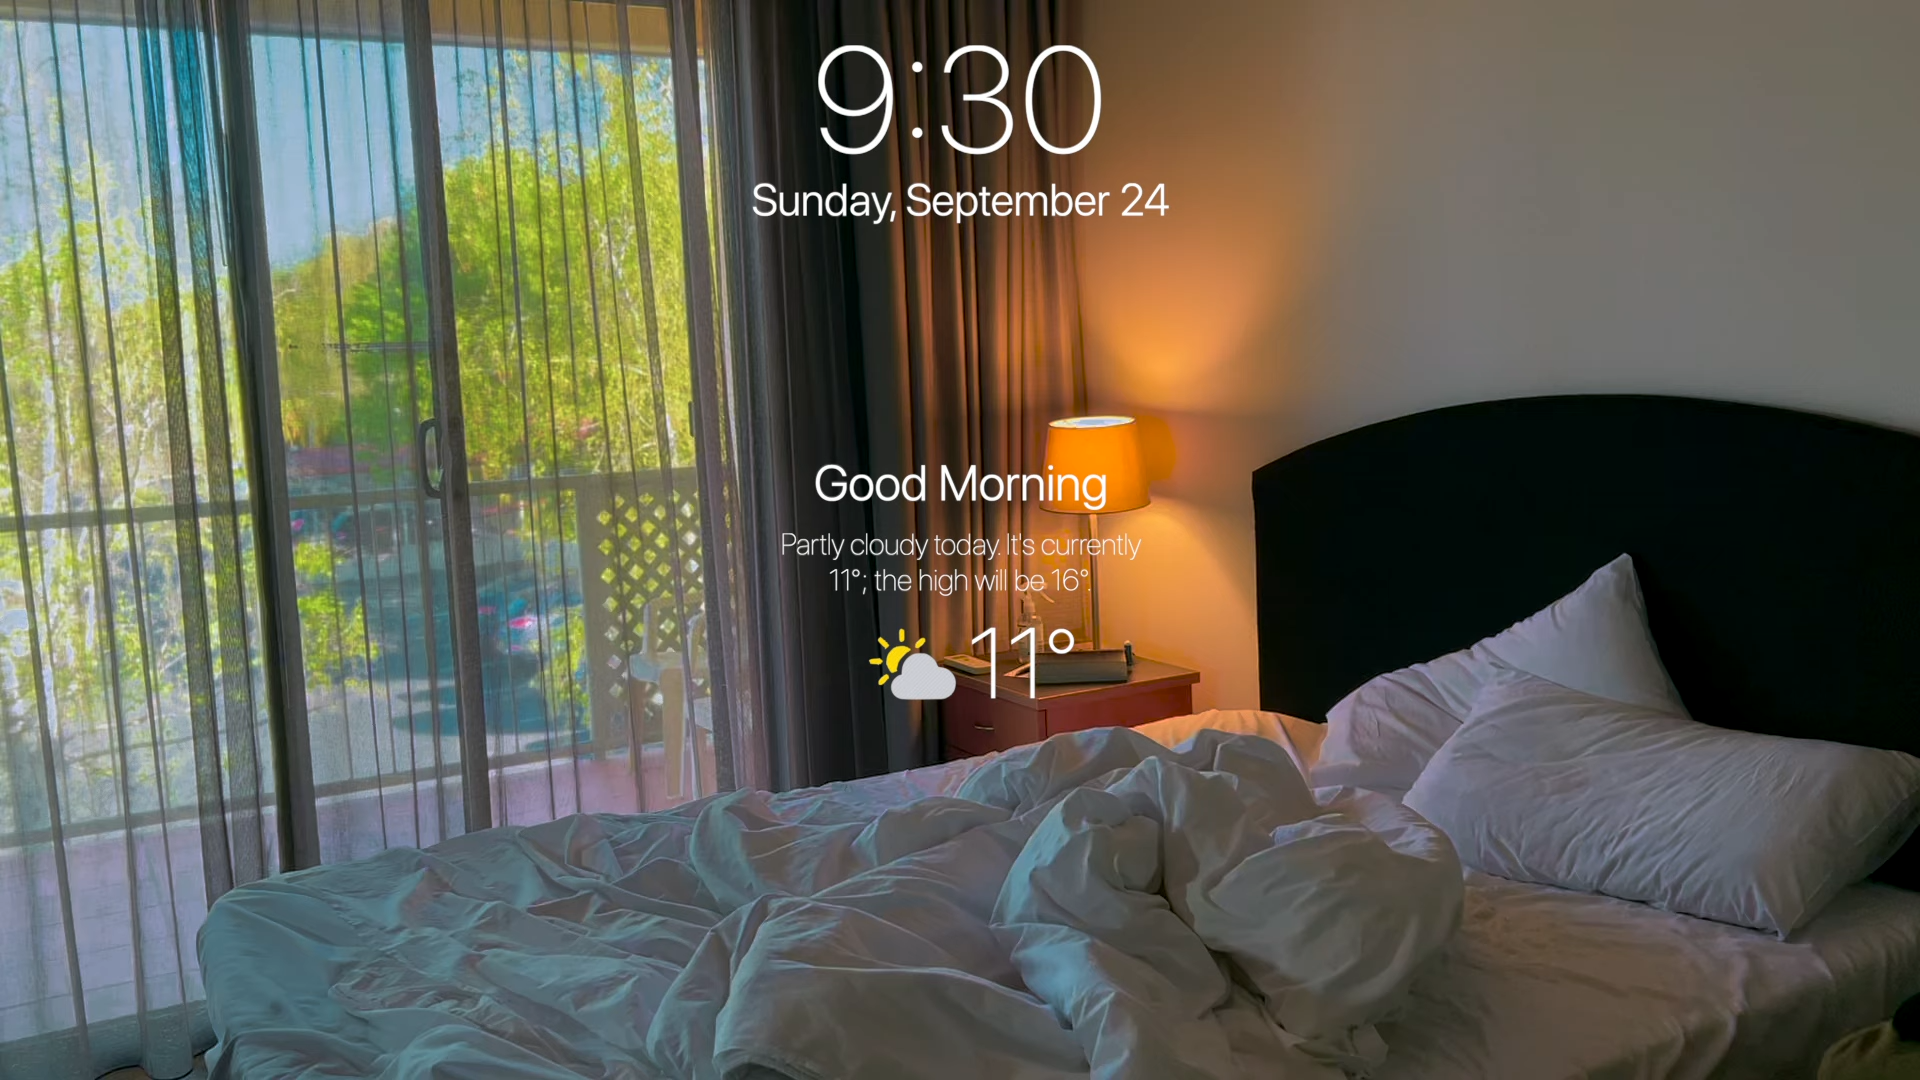 9:30
Sunday, September 24
Good Morning
Partly cloudy today. It's currently
11°; the high will be 16°.
11°